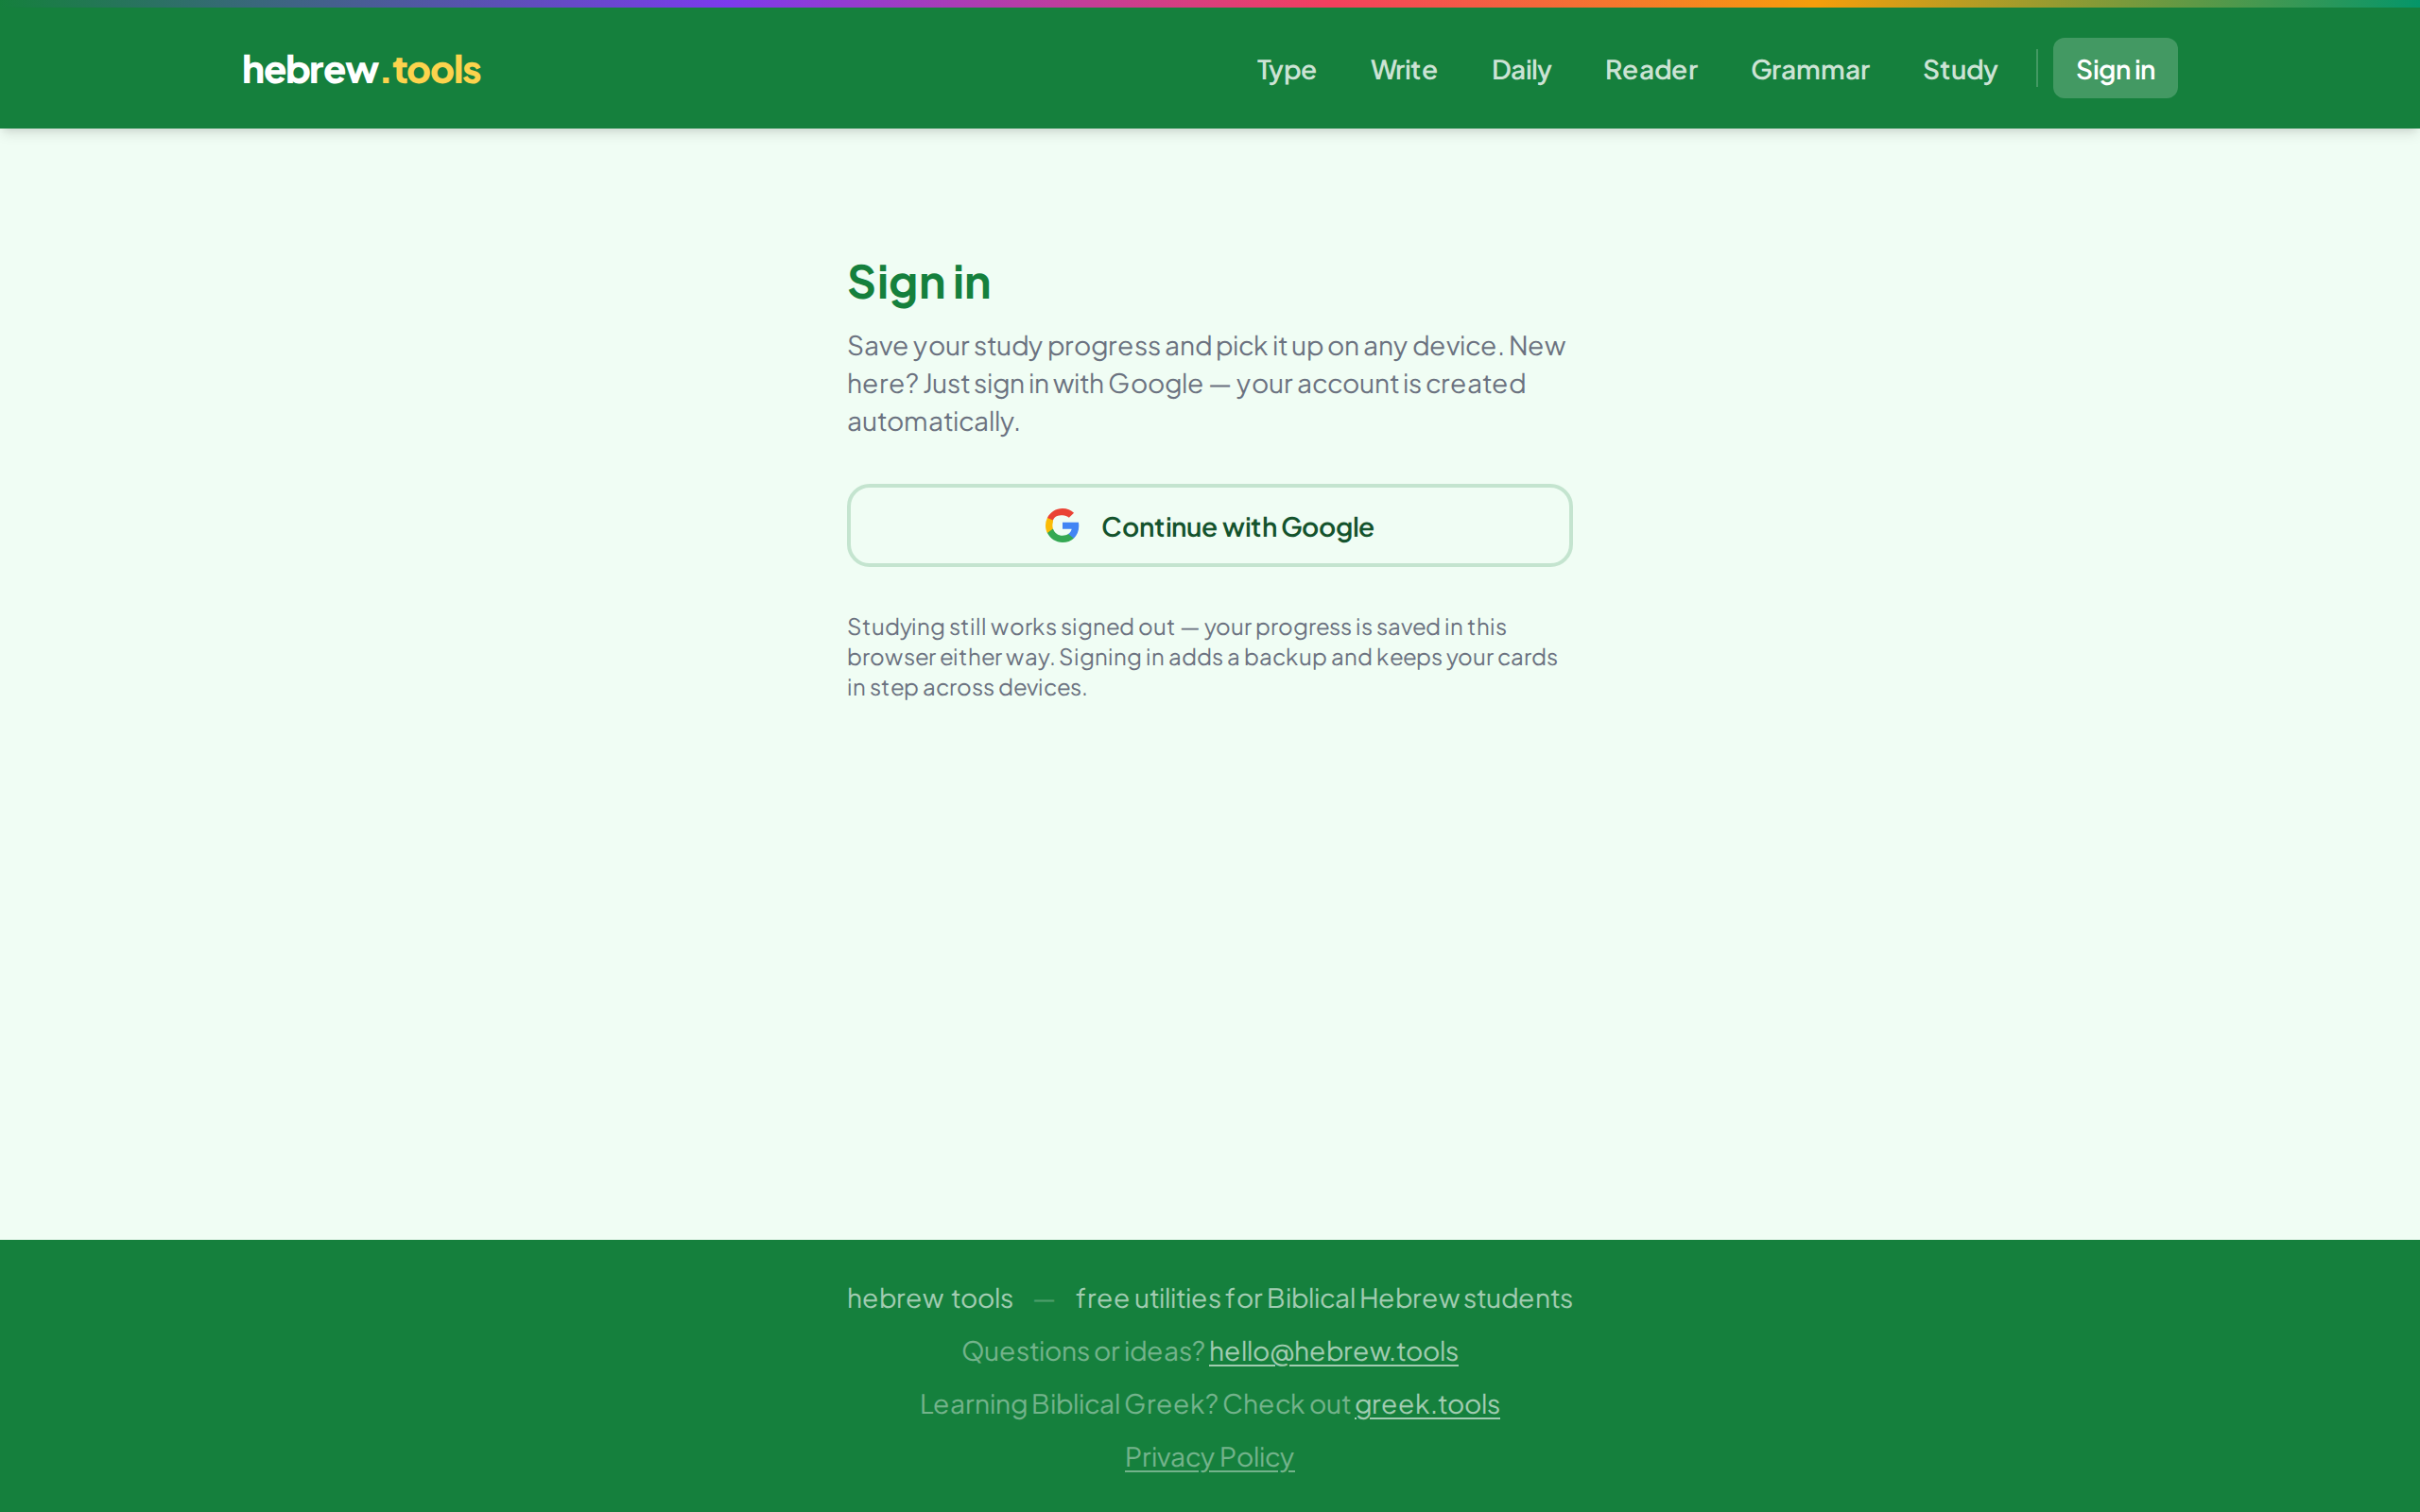 hebrew.tools
Type Write Daily Reader Grammar Study Sign in
Sign in
Save your study progress and pick it up on any device. New
here? Just sign in with Google — your account is created
automatically.
Continue with Google
Studying still works signed out — your progress is saved in this
browser either way. Signing in adds a backup and keeps your cards
in step across devices.
hebrew tools — free utilities for Biblical Hebrew students
Questions or ideas? hello@hebrew.tools
Learning Biblical Greek? Check out greek.tools
Privacy Policy